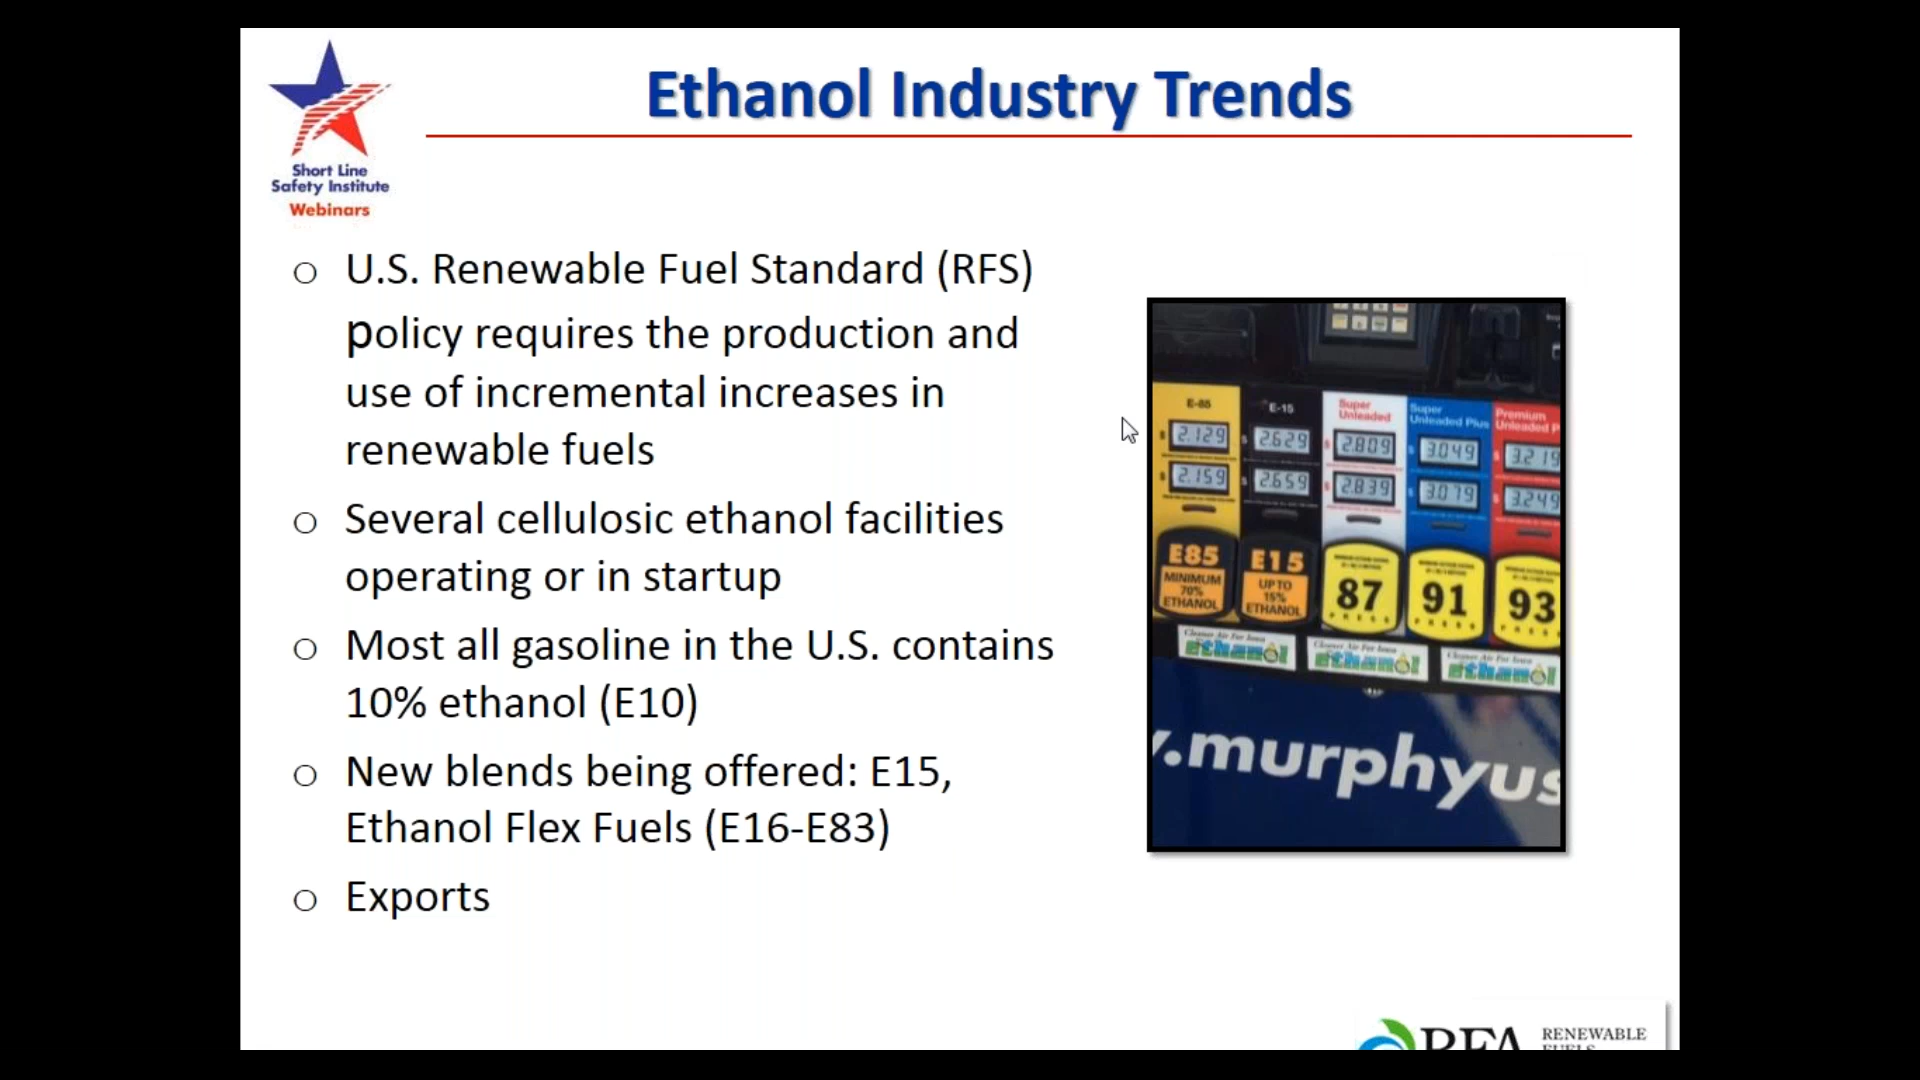 Ethanol Industry Trends
Short Line
Safety Institute
Webinars
o U.S. Renewable Fuel Standard (RFS)
policy requires the production and
use of incremental increases in
renewable fuels
o Several cellulosic ethanol facilities
operating or in startup
o Most all gasoline in the U.S. contains
10% ethanol (E10)
o New blends being offered: E15,
Ethanol Flex Fuels (E16-E83)
o Exports
E-85
E-15
Super
Unleaded
Super
Unleaded Plus
Premium
Unleaded P
$ 2.129
$ 2.629
$ 2.809
$ 3.049
$ 3.219
$ 2.159
$ 2.659
$ 2.839
$ 3.079
$ 3.249
E85
MINIMUM
70%
ETHANOL
E15
UP TO
15%
ETHANOL
87
PRESS
91
PRESS
93
PRES
Cleaner Air For Iowa
Ethanol
Cleaner Air For Iowa
Ethanol
Cleaner Air For Iowa
Ethanol
.murphyus
RFA
RENEWABLE
FUELS